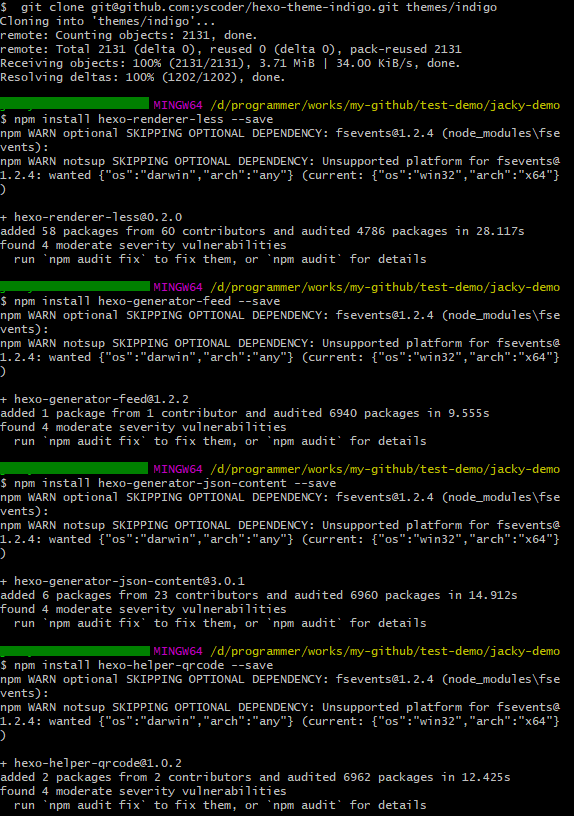 $  git clone git@github.com:yscoder/hexo-theme-indigo.git themes/indigo
Cloning into 'themes/indigo'...
remote: Counting objects: 2131, done.
remote: Total 2131 (delta 0), reused 0 (delta 0), pack-reused 2131
Receiving objects: 100% (2131/2131), 3.71 MiB | 34.00 KiB/s, done.
Resolving deltas: 100% (1202/1202), done.
MINGW64 /d/programmer/works/my-github/test-demo/jacky-demo
$ npm install hexo-renderer-less --save
npm WARN optional SKIPPING OPTIONAL DEPENDENCY: fsevents@1.2.4 (node_modules\fse
vents):
npm WARN notsup SKIPPING OPTIONAL DEPENDENCY: Unsupported platform for fsevents@
1.2.4: wanted {"os":"darwin","arch":"any"} (current: {"os":"win32","arch":"x64"}
)
+ hexo-renderer-less@0.2.0
added 58 packages from 60 contributors and audited 4786 packages in 28.117s
found 4 moderate severity vulnerabilities
  run `npm audit fix` to fix them, or `npm audit` for details
MINGW64 /d/programmer/works/my-github/test-demo/jacky-demo
$ npm install hexo-generator-feed --save
npm WARN optional SKIPPING OPTIONAL DEPENDENCY: fsevents@1.2.4 (node_modules\fse
vents):
npm WARN notsup SKIPPING OPTIONAL DEPENDENCY: Unsupported platform for fsevents@
1.2.4: wanted {"os":"darwin","arch":"any"} (current: {"os":"win32","arch":"x64"}
)
+ hexo-generator-feed@1.2.2
added 1 package from 1 contributor and audited 6940 packages in 9.555s
found 4 moderate severity vulnerabilities
  run `npm audit fix` to fix them, or `npm audit` for details
MINGW64 /d/programmer/works/my-github/test-demo/jacky-demo
$ npm install hexo-generator-json-content --save
npm WARN optional SKIPPING OPTIONAL DEPENDENCY: fsevents@1.2.4 (node_modules\fse
vents):
npm WARN notsup SKIPPING OPTIONAL DEPENDENCY: Unsupported platform for fsevents@
1.2.4: wanted {"os":"darwin","arch":"any"} (current: {"os":"win32","arch":"x64"}
)
+ hexo-generator-json-content@3.0.1
added 6 packages from 23 contributors and audited 6960 packages in 14.912s
found 4 moderate severity vulnerabilities
  run `npm audit fix` to fix them, or `npm audit` for details
MINGW64 /d/programmer/works/my-github/test-demo/jacky-demo
$ npm install hexo-helper-qrcode --save
npm WARN optional SKIPPING OPTIONAL DEPENDENCY: fsevents@1.2.4 (node_modules\fse
vents):
npm WARN notsup SKIPPING OPTIONAL DEPENDENCY: Unsupported platform for fsevents@
1.2.4: wanted {"os":"darwin","arch":"any"} (current: {"os":"win32","arch":"x64"}
)
+ hexo-helper-qrcode@1.0.2
added 2 packages from 2 contributors and audited 6962 packages in 12.425s
found 4 moderate severity vulnerabilities
  run `npm audit fix` to fix them, or `npm audit` for details